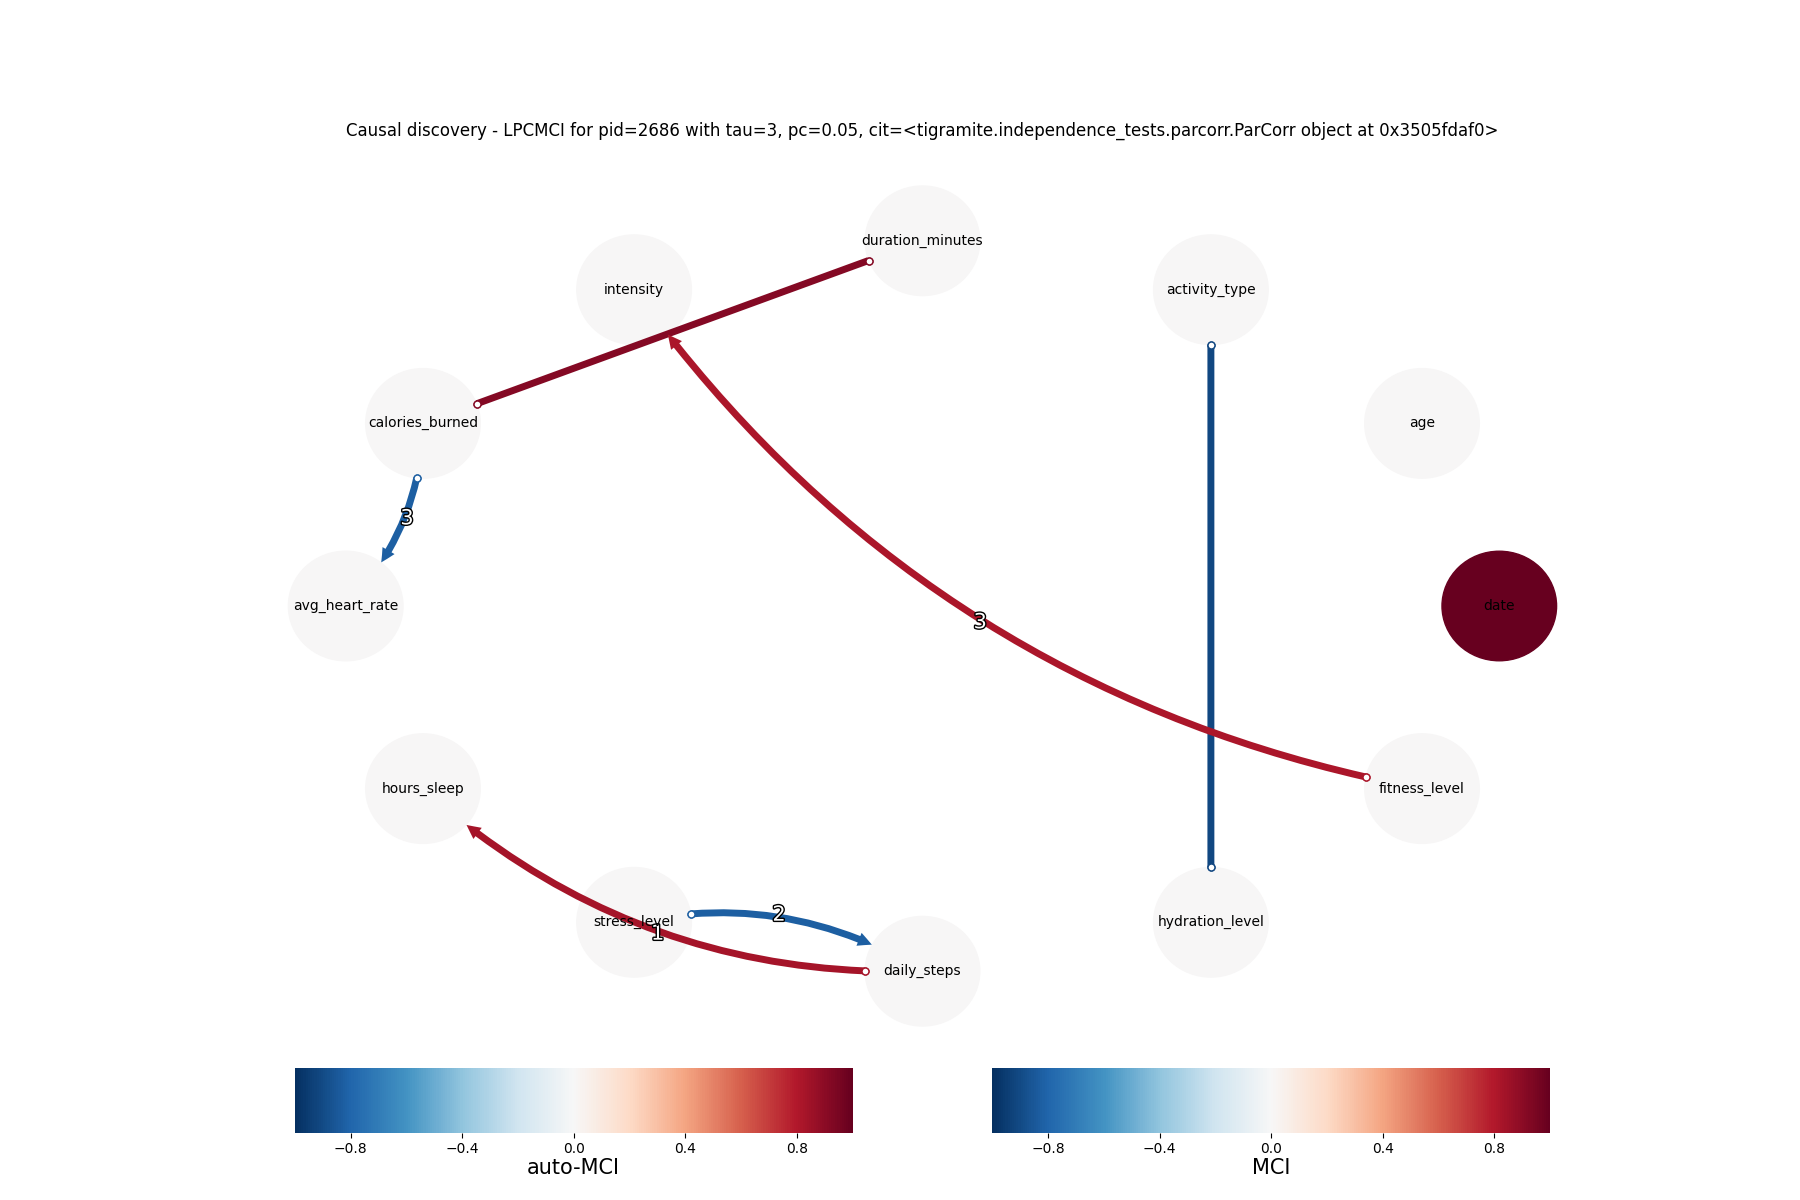 Causal discovery - LPCMCI for pid=2686 with tau=3, pc=0.05, cit=<tigramite.independence_tests.parcorr.ParCorr object at 0x3505fdaf0>
duration_minutes
intensity
activity_type
calories_burned
age
3
avg_heart_rate
date
3
hours_sleep
fitness_level
stress_level
2
hydration_level
1
daily_steps
−0.8 −0.4 0.0 0.4 0.8
auto-MCI
−0.8 −0.4 0.0 0.4 0.8
MCI